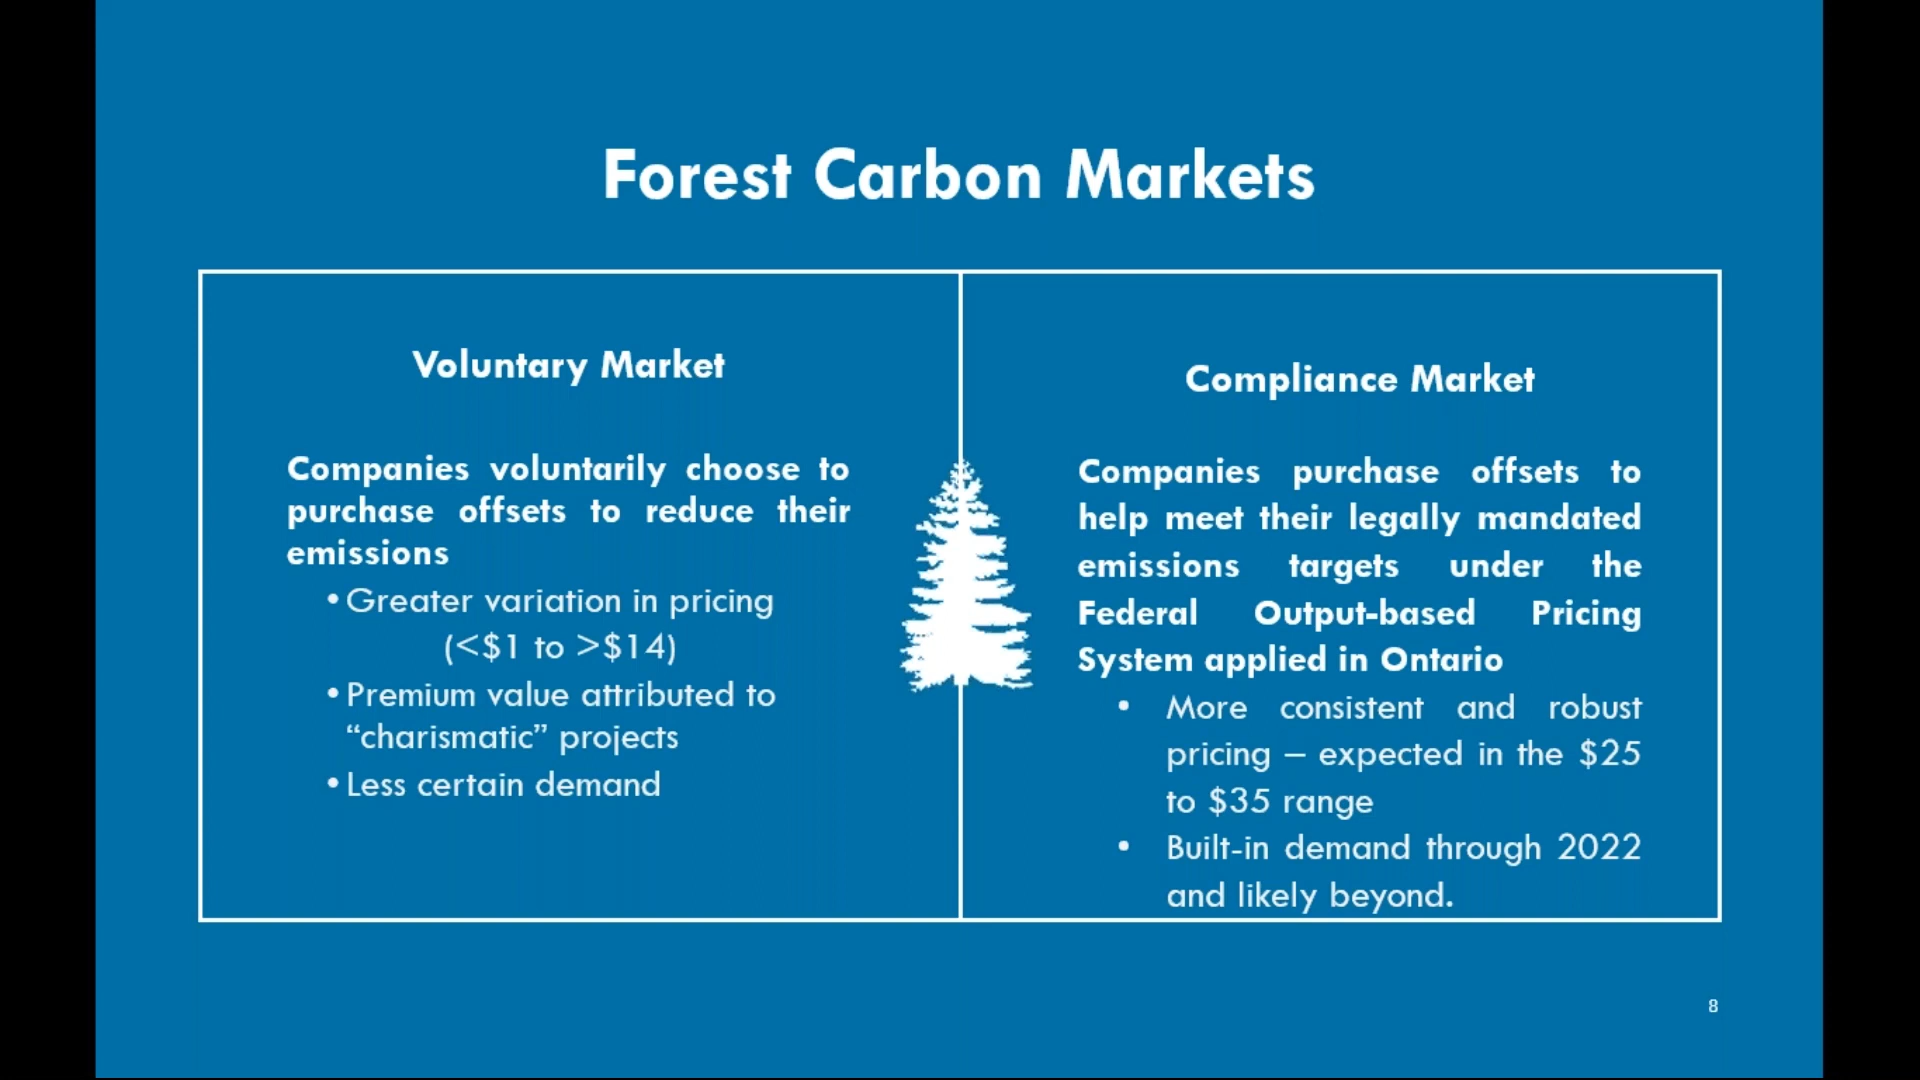 Forest Carbon Markets
Voluntary Market
Companies voluntarily choose to
purchase offsets to reduce their
emissions
•Greater variation in pricing
(<$1 to >$14)
•Premium value attributed to
“charismatic” projects
•Less certain demand
Compliance Market
Companies purchase offsets to
help meet their legally mandated
emissions targets under the
Federal Output-based Pricing
System applied in Ontario
• More consistent and robust
pricing – expected in the $25
to $35 range
• Built-in demand through 2022
and likely beyond.
8